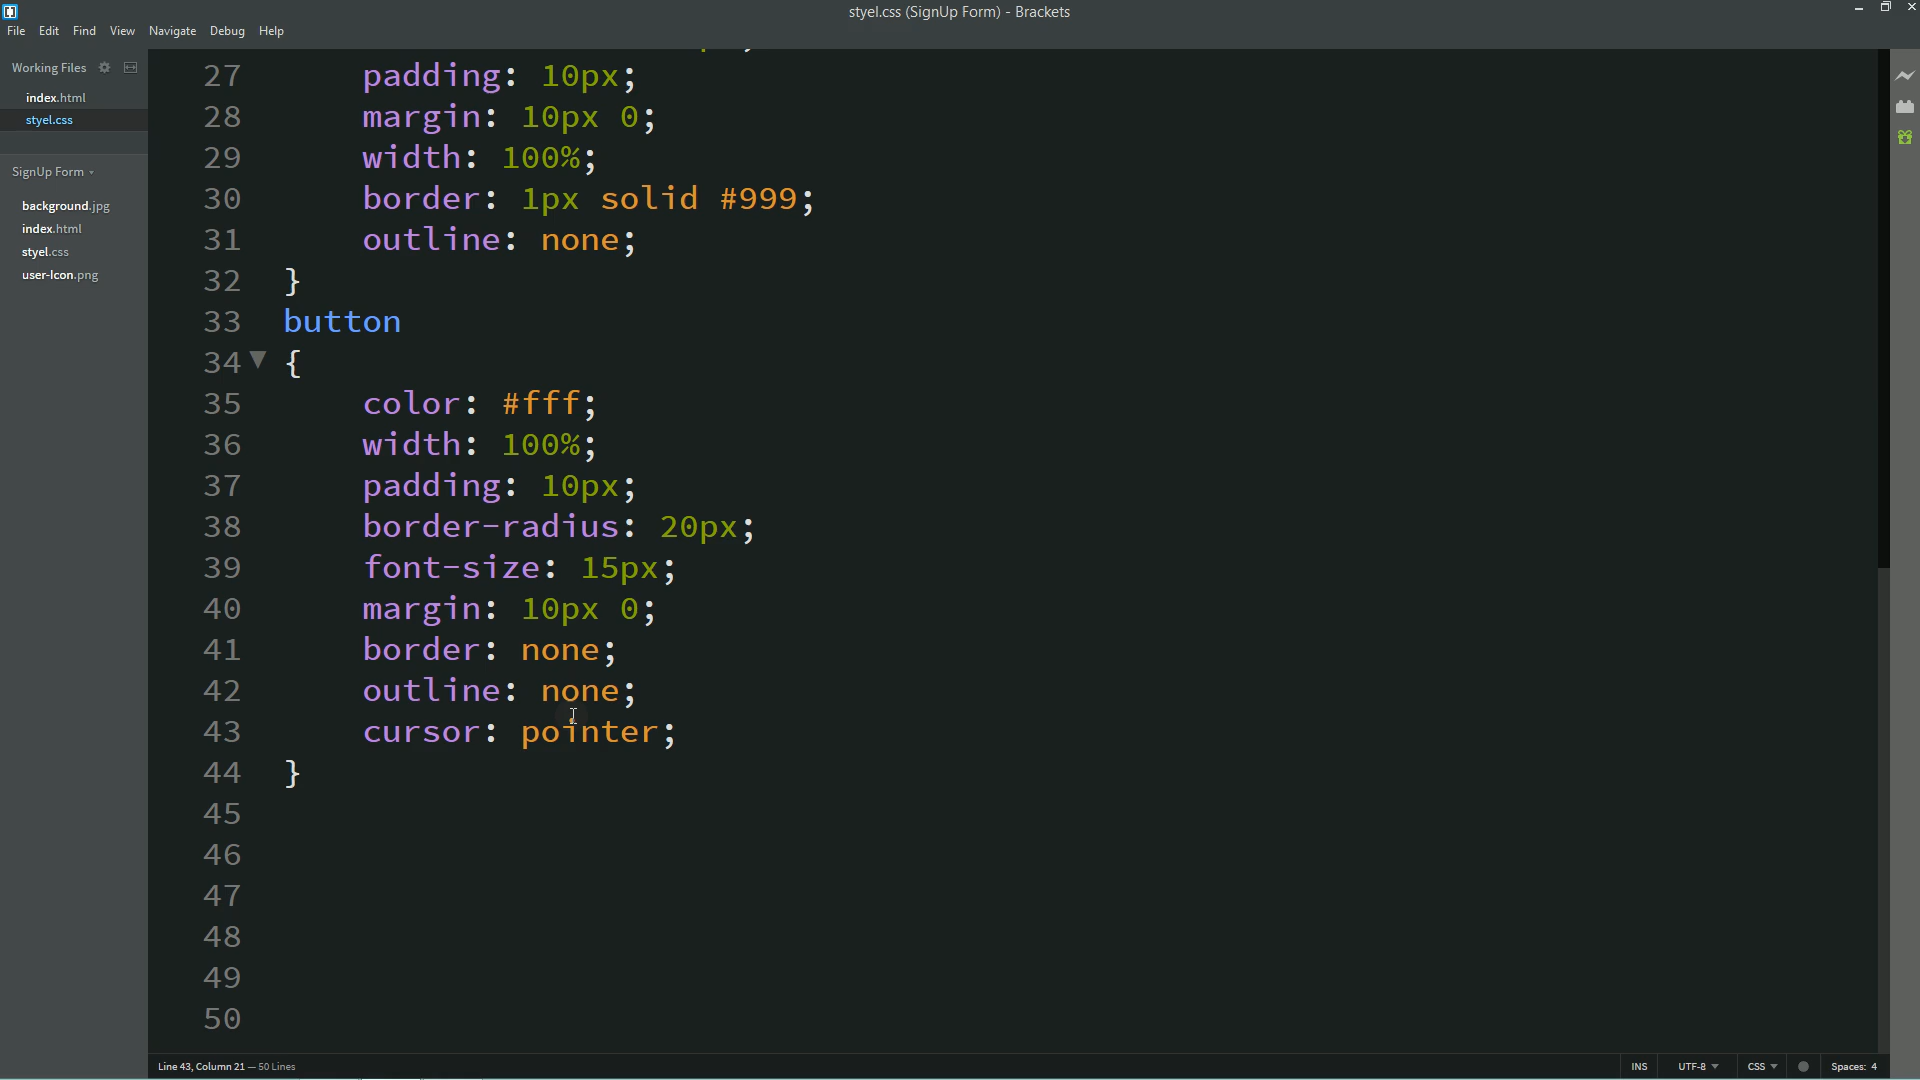 styel.css (SignUp Form) - Brackets
File Edit Find View Navigate Debug Help
Working Files
index.html
styel.css
SignUp Form
background.jpg
index.html
styel.css
user-Icon.png
27 padding: 10px;
28 margin: 10px 0;
29 width: 100%;
30 border: 1px solid #999;
31 outline: none;
32 }
33 button
34 {
35 color: #fff;
36 width: 100%;
37 padding: 10px;
38 border-radius: 20px;
39 font-size: 15px;
40 margin: 10px 0;
41 border: none;
42 outline: none;
43 cursor: pointer;
44 }
45
46
47
48
49
50
Line 43, Column 21 — 50 Lines INS UTF-8 CSS Spaces: 4